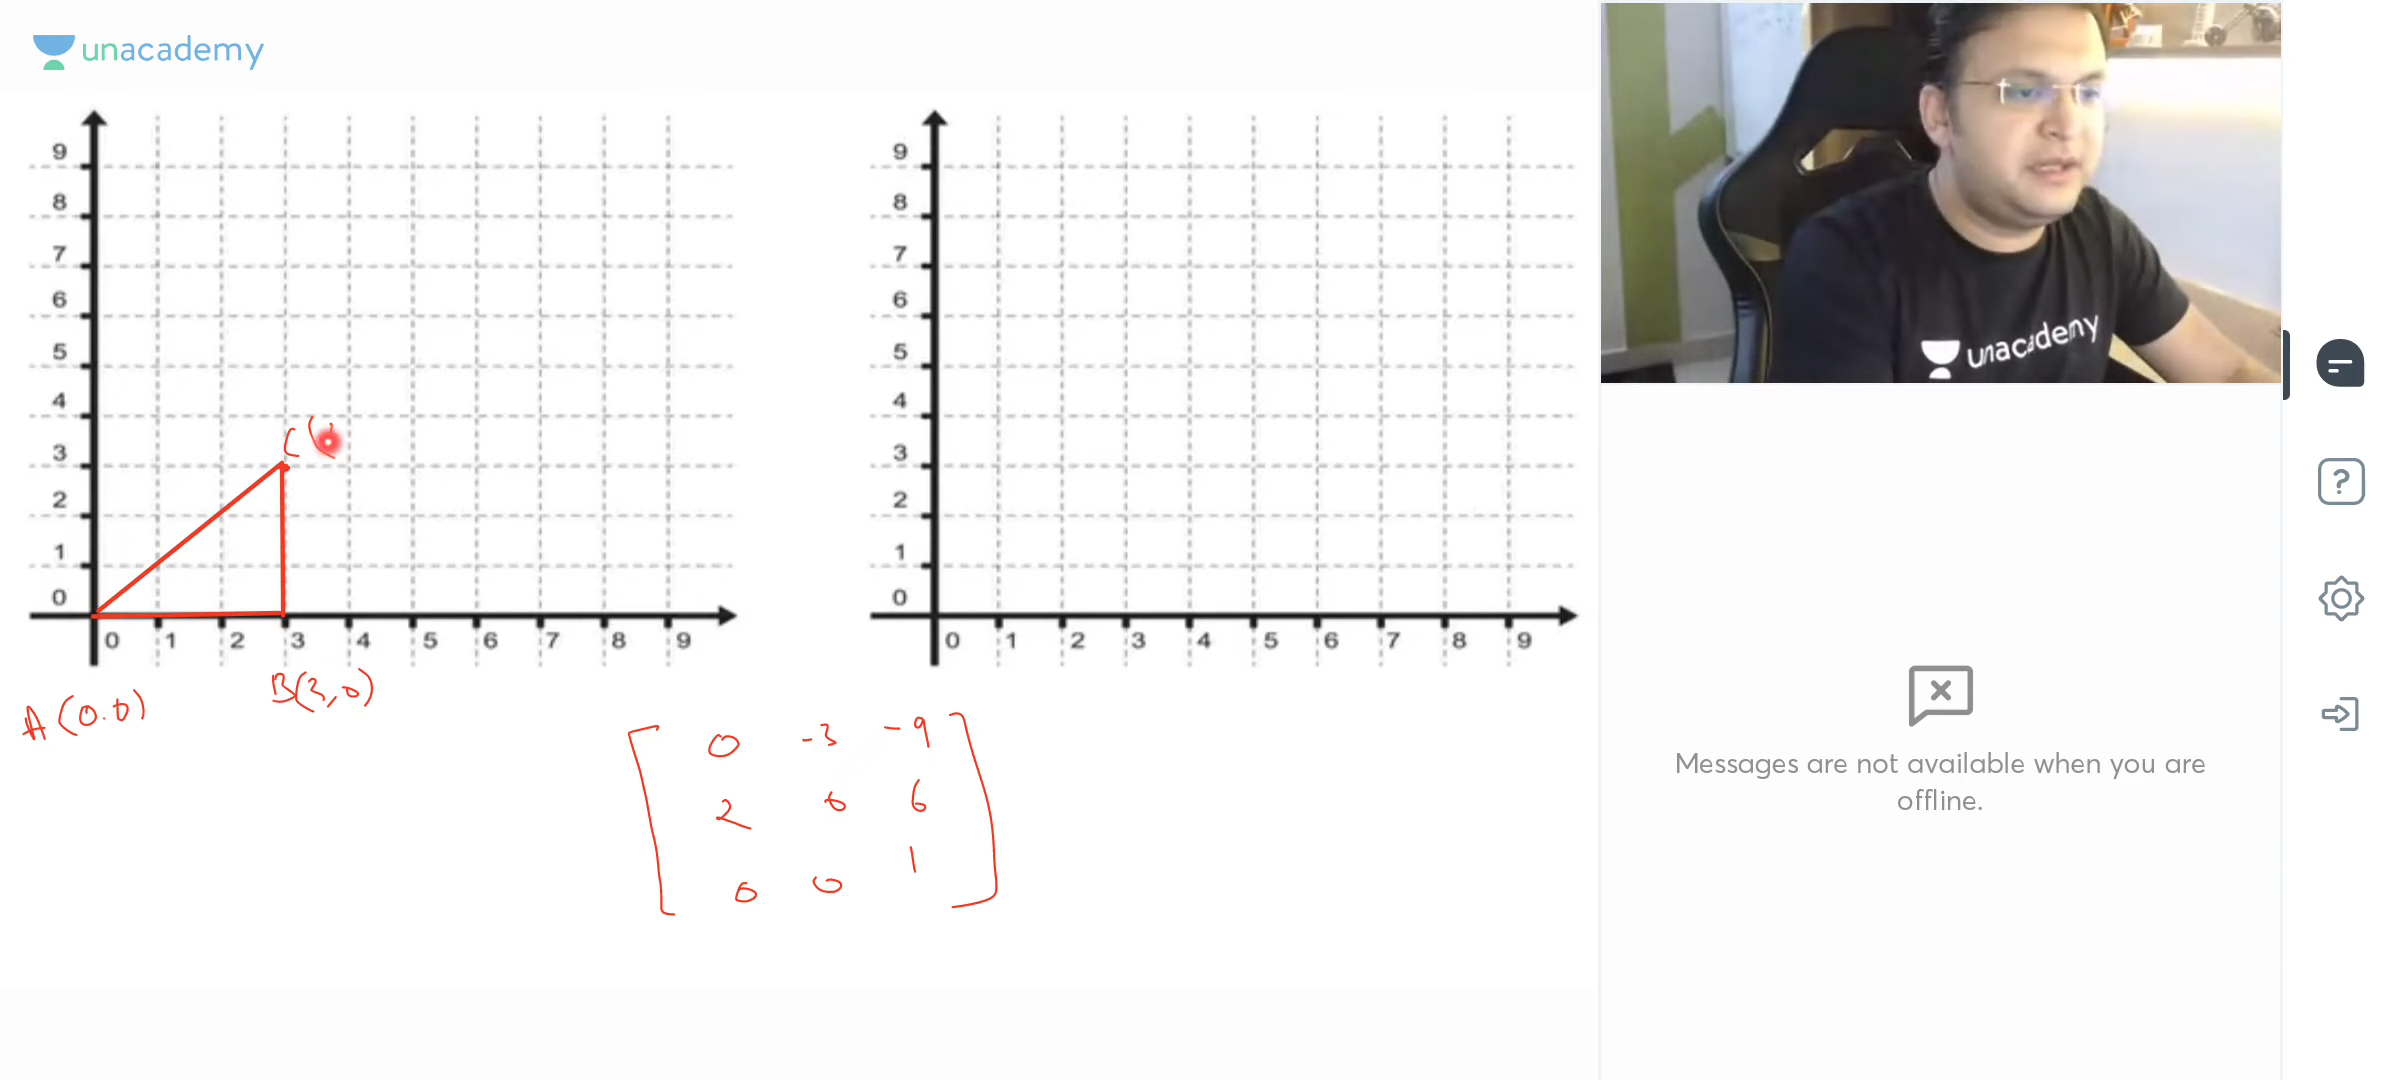 unacademy
9 8 7 6 5 4 3 2 1 0
0 1 2 3 4 5 6 7 8 9
C(
A(0.0)
B(3,0)
9 8 7 6 5 4 3 2 1 0
0 1 2 3 4 5 6 7 8 9
0 -3 -9
2 0 6
0 0 1
unacademy
?
Messages are not available when you are
offline.